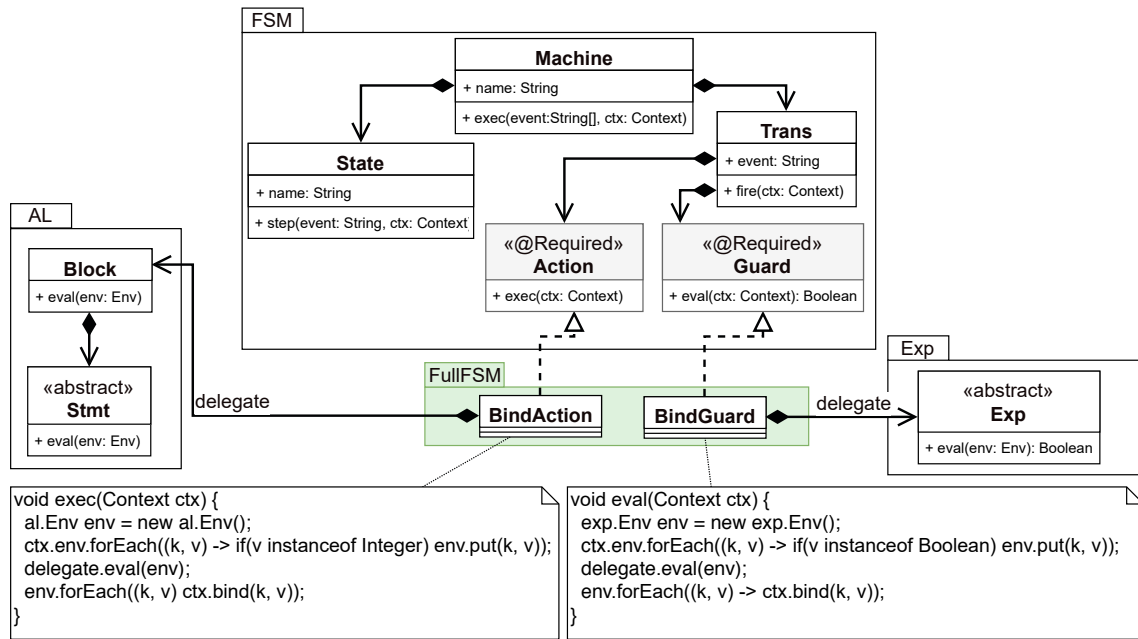 FSM
Machine
+ name: String
+ exec(event:String[], ctx: Context)
State
+ name: String
+ step(event: String, ctx: Context)
Trans
+ event: String
+ fire(ctx: Context)
«@Required»
Action
+ exec(ctx: Context)
«@Required»
Guard
+ eval(ctx: Context): Boolean
AL
Block
+ eval(env: Env)
«abstract»
Stmt
+ eval(env: Env)
delegate
FullFSM
BindAction
BindGuard
delegate
Exp
«abstract»
Exp
+ eval(env: Env): Boolean
void exec(Context ctx) {
al.Env env = new al.Env();
ctx.env.forEach((k, v) -> if(v instanceof Integer) env.put(k, v));
delegate.eval(env);
env.forEach((k, v) ctx.bind(k, v));
}
void eval(Context ctx) {
exp.Env env = new exp.Env();
ctx.env.forEach((k, v) -> if(v instanceof Boolean) env.put(k, v));
delegate.eval(env);
env.forEach((k, v) -> ctx.bind(k, v));
}